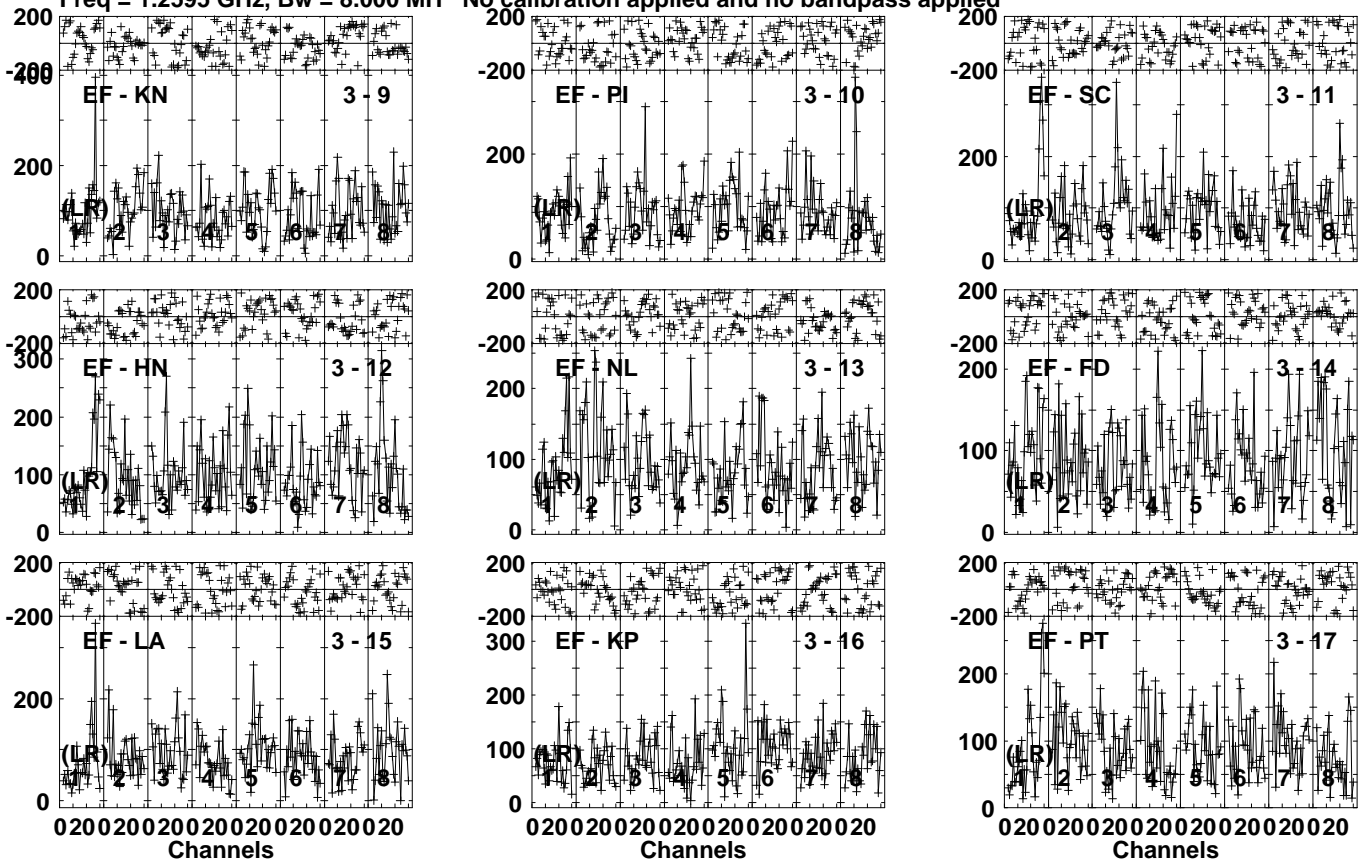 Freq = 1.2595 GHz, Bw = 8.000 MH No calibration applied and no bandpass applied
200 200 200
-200 -200 -200
400
EF - KN 3 - 9 EF - PI 3 - 10 EF - SC 3 - 11
200 200 200
(LR) (LR) (LR)
1 2 3 4 5 6 7 8 1 2 3 4 5 6 7 8 1 2 3 4 5 6 7 8
0 0 0
200 200 200
-200 -200 -200
300
EF - HN 3 - 12 EF - NL 3 - 13 EF - FD 3 - 14
200 200 200
100 100 100
(LR) (LR) (LR)
1 2 3 4 5 6 7 8 1 2 3 4 5 6 7 8 1 2 3 4 5 6 7 8
0 0 0
200 200 200
-200 -200 -200
EF - LA 3 - 15 EF - KP 3 - 16 EF - PT 3 - 17
300
200 200 200
100 100
(LR) (LR) (LR)
1 2 3 4 5 6 7 8 1 2 3 4 5 6 7 8 1 2 3 4 5 6 7 8
0 0 0
0 20 0 20 0 20 0 20 0 20 0 20 0 20 0 20 0 20 0 20 0 20 0 20 0 20 0 20 0 20 0 20 0 20 0 20 0 20 0 20 0 20 0 20 0 20 0 20
Channels Channels Channels